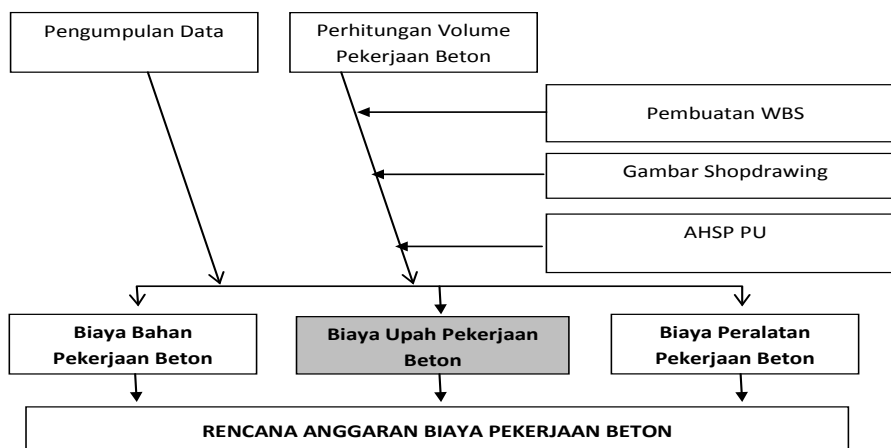 Pengumpulan Data
Perhitungan Volume
Pekerjaan Beton
Pembuatan WBS
Gambar Shopdrawing
AHSP PU
Biaya Bahan
Pekerjaan Beton
Biaya Upah Pekerjaan
Beton
Biaya Peralatan
Pekerjaan Beton
RENCANA ANGGARAN BIAYA PEKERJAAN BETON